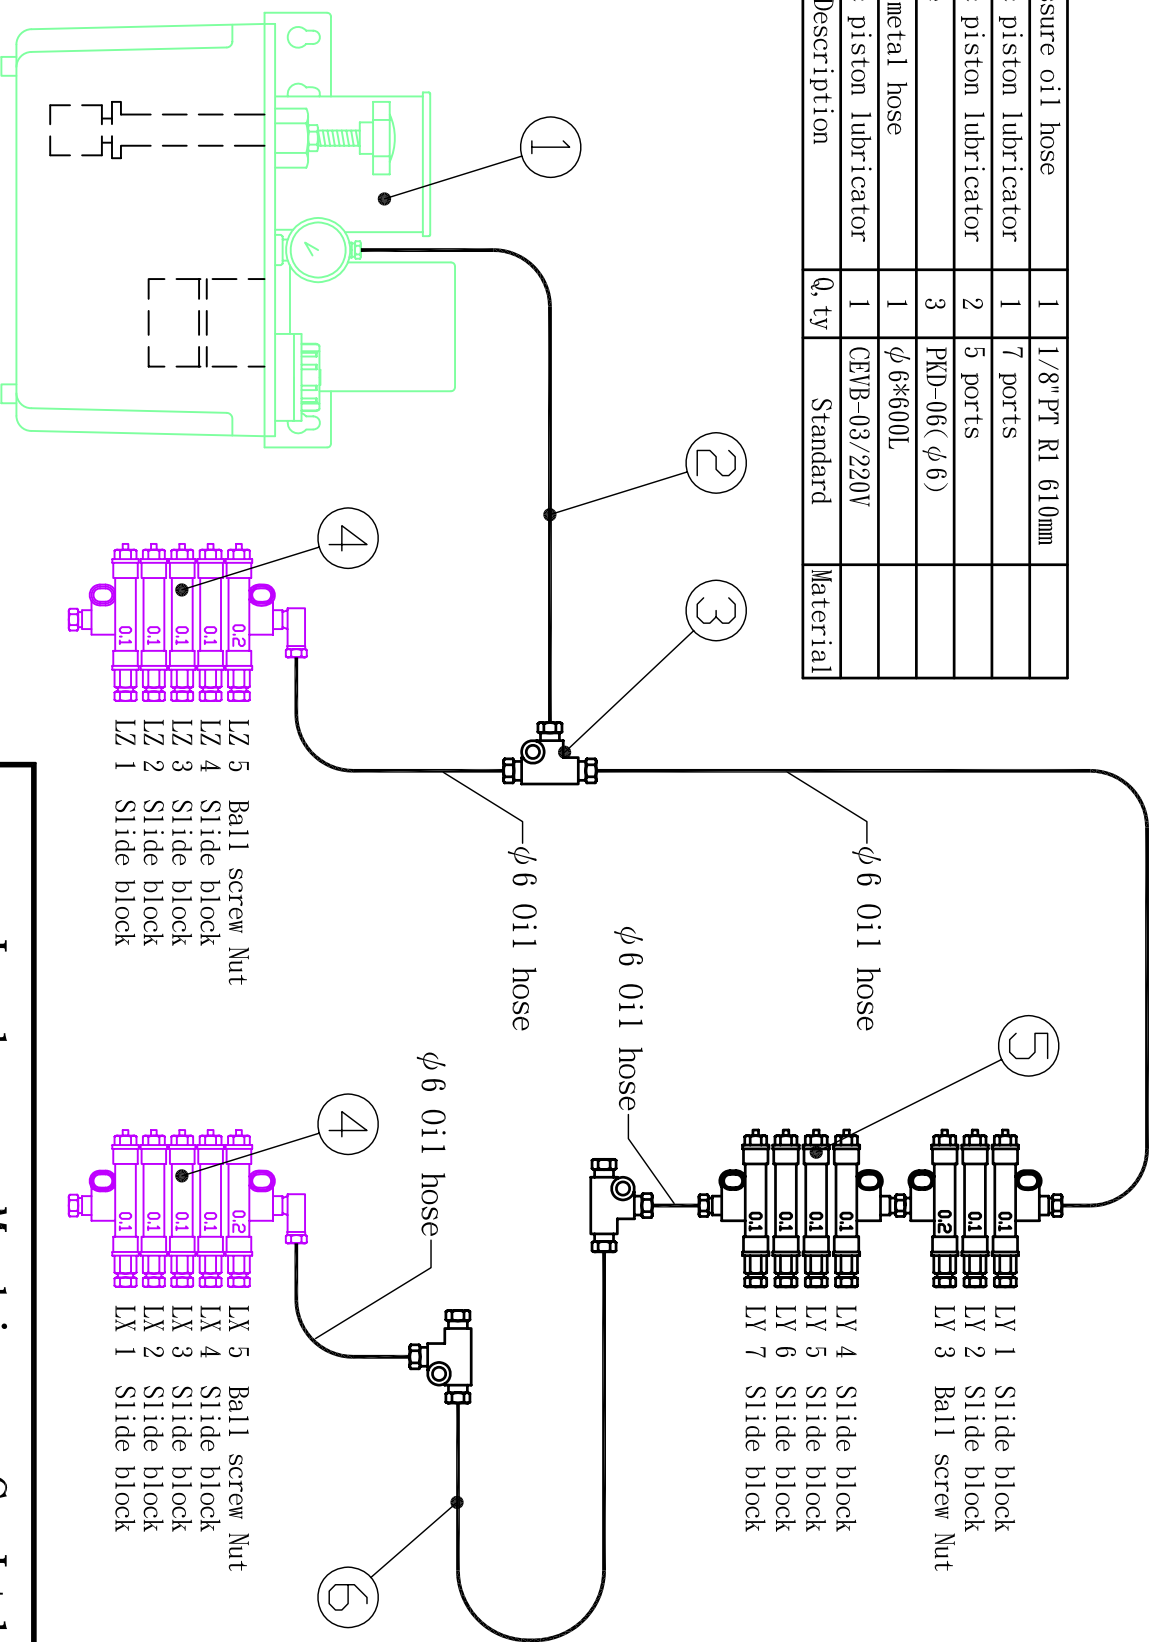 ssure oil hose 1 1/8"PT R1 610mm
piston lubricator 1 7 ports
piston lubricator 2 5 ports
3 PKD-06(φ6)
metal hose 1 φ6*600L
piston lubricator 1 CEVB-03/220V
Description Q,ty Standard Material
1
2
3
4
5
4
6
φ6 Oil hose
φ6 Oil hose
φ6 Oil hose
φ6 Oil hose
0.1 LY 1 Slide block
0.1 LY 2 Slide block
0.2 LY 3 Ball screw Nut
0.1 LY 4 Slide block
0.1 LY 5 Slide block
0.1 LY 6 Slide block
0.1 LY 7 Slide block
0.2 LZ 5 Ball screw Nut
0.1 LZ 4 Slide block
0.1 LZ 3 Slide block
0.1 LZ 2 Slide block
0.1 LZ 1 Slide block
0.2 LX 5 Ball screw Nut
0.1 LX 4 Slide block
0.1 LX 3 Slide block
0.1 LX 2 Slide block
0.1 LX 1 Slide block